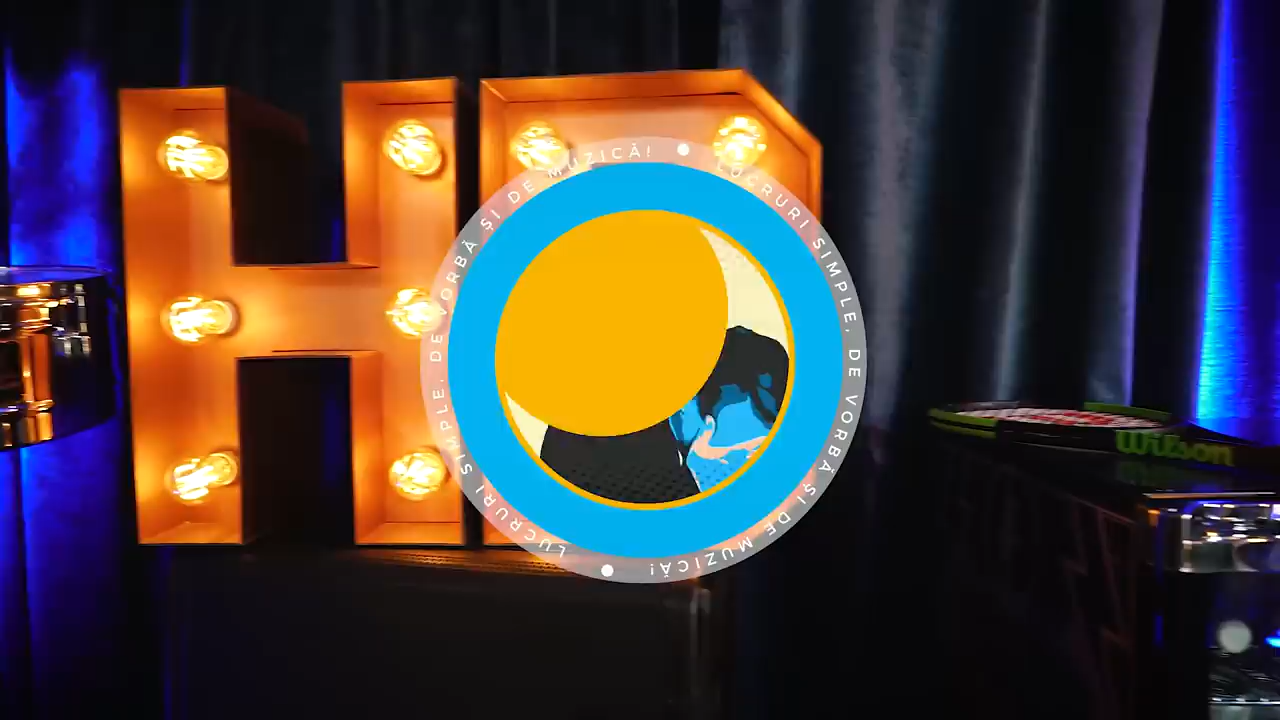 H
LUCRURI SIMPLE, DE VORBĂ ȘI DE MUZICĂ!
LUCRURI SIMPLE, DE VORBĂ ȘI DE MUZICĂ!
Wilson